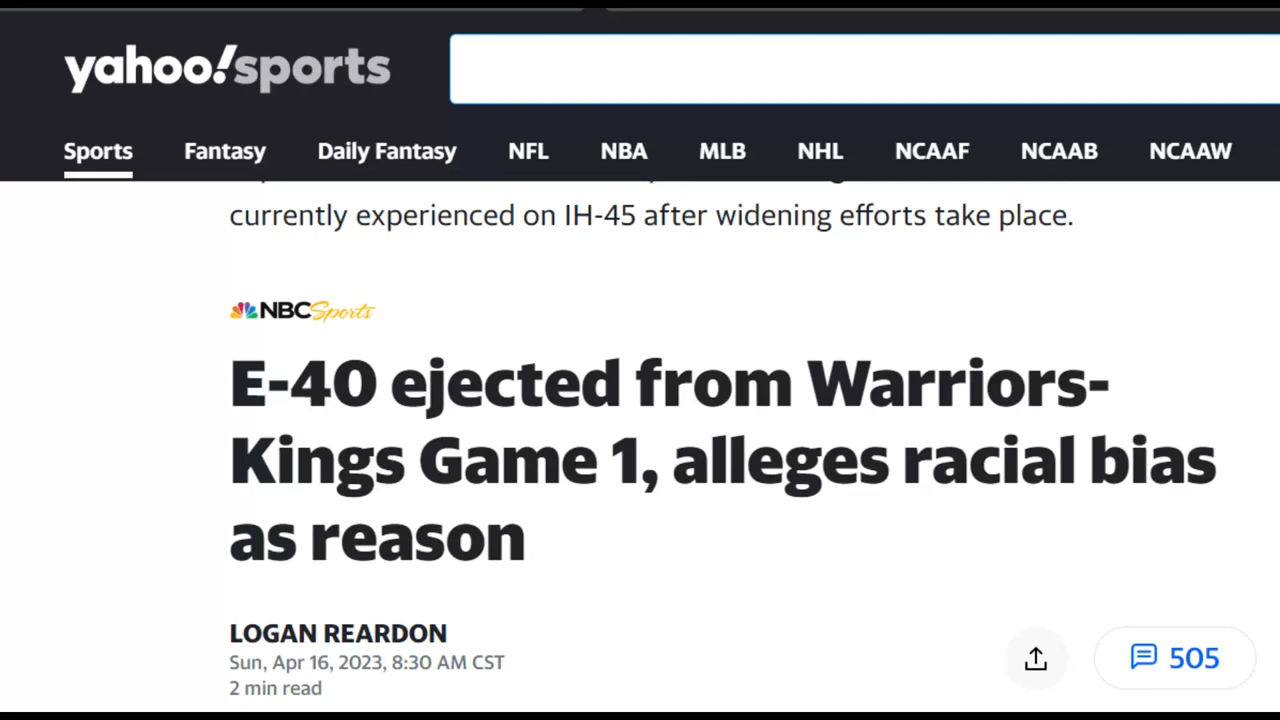 yahoo!sports
Sports Fantasy Daily Fantasy NFL NBA MLB NHL NCAAF NCAAB NCAAW
currently experienced on IH-45 after widening efforts take place.
NBC Sports
E-40 ejected from Warriors-
Kings Game 1, alleges racial bias
as reason
LOGAN REARDON
Sun, Apr 16, 2023, 8:30 AM CST
2 min read
505